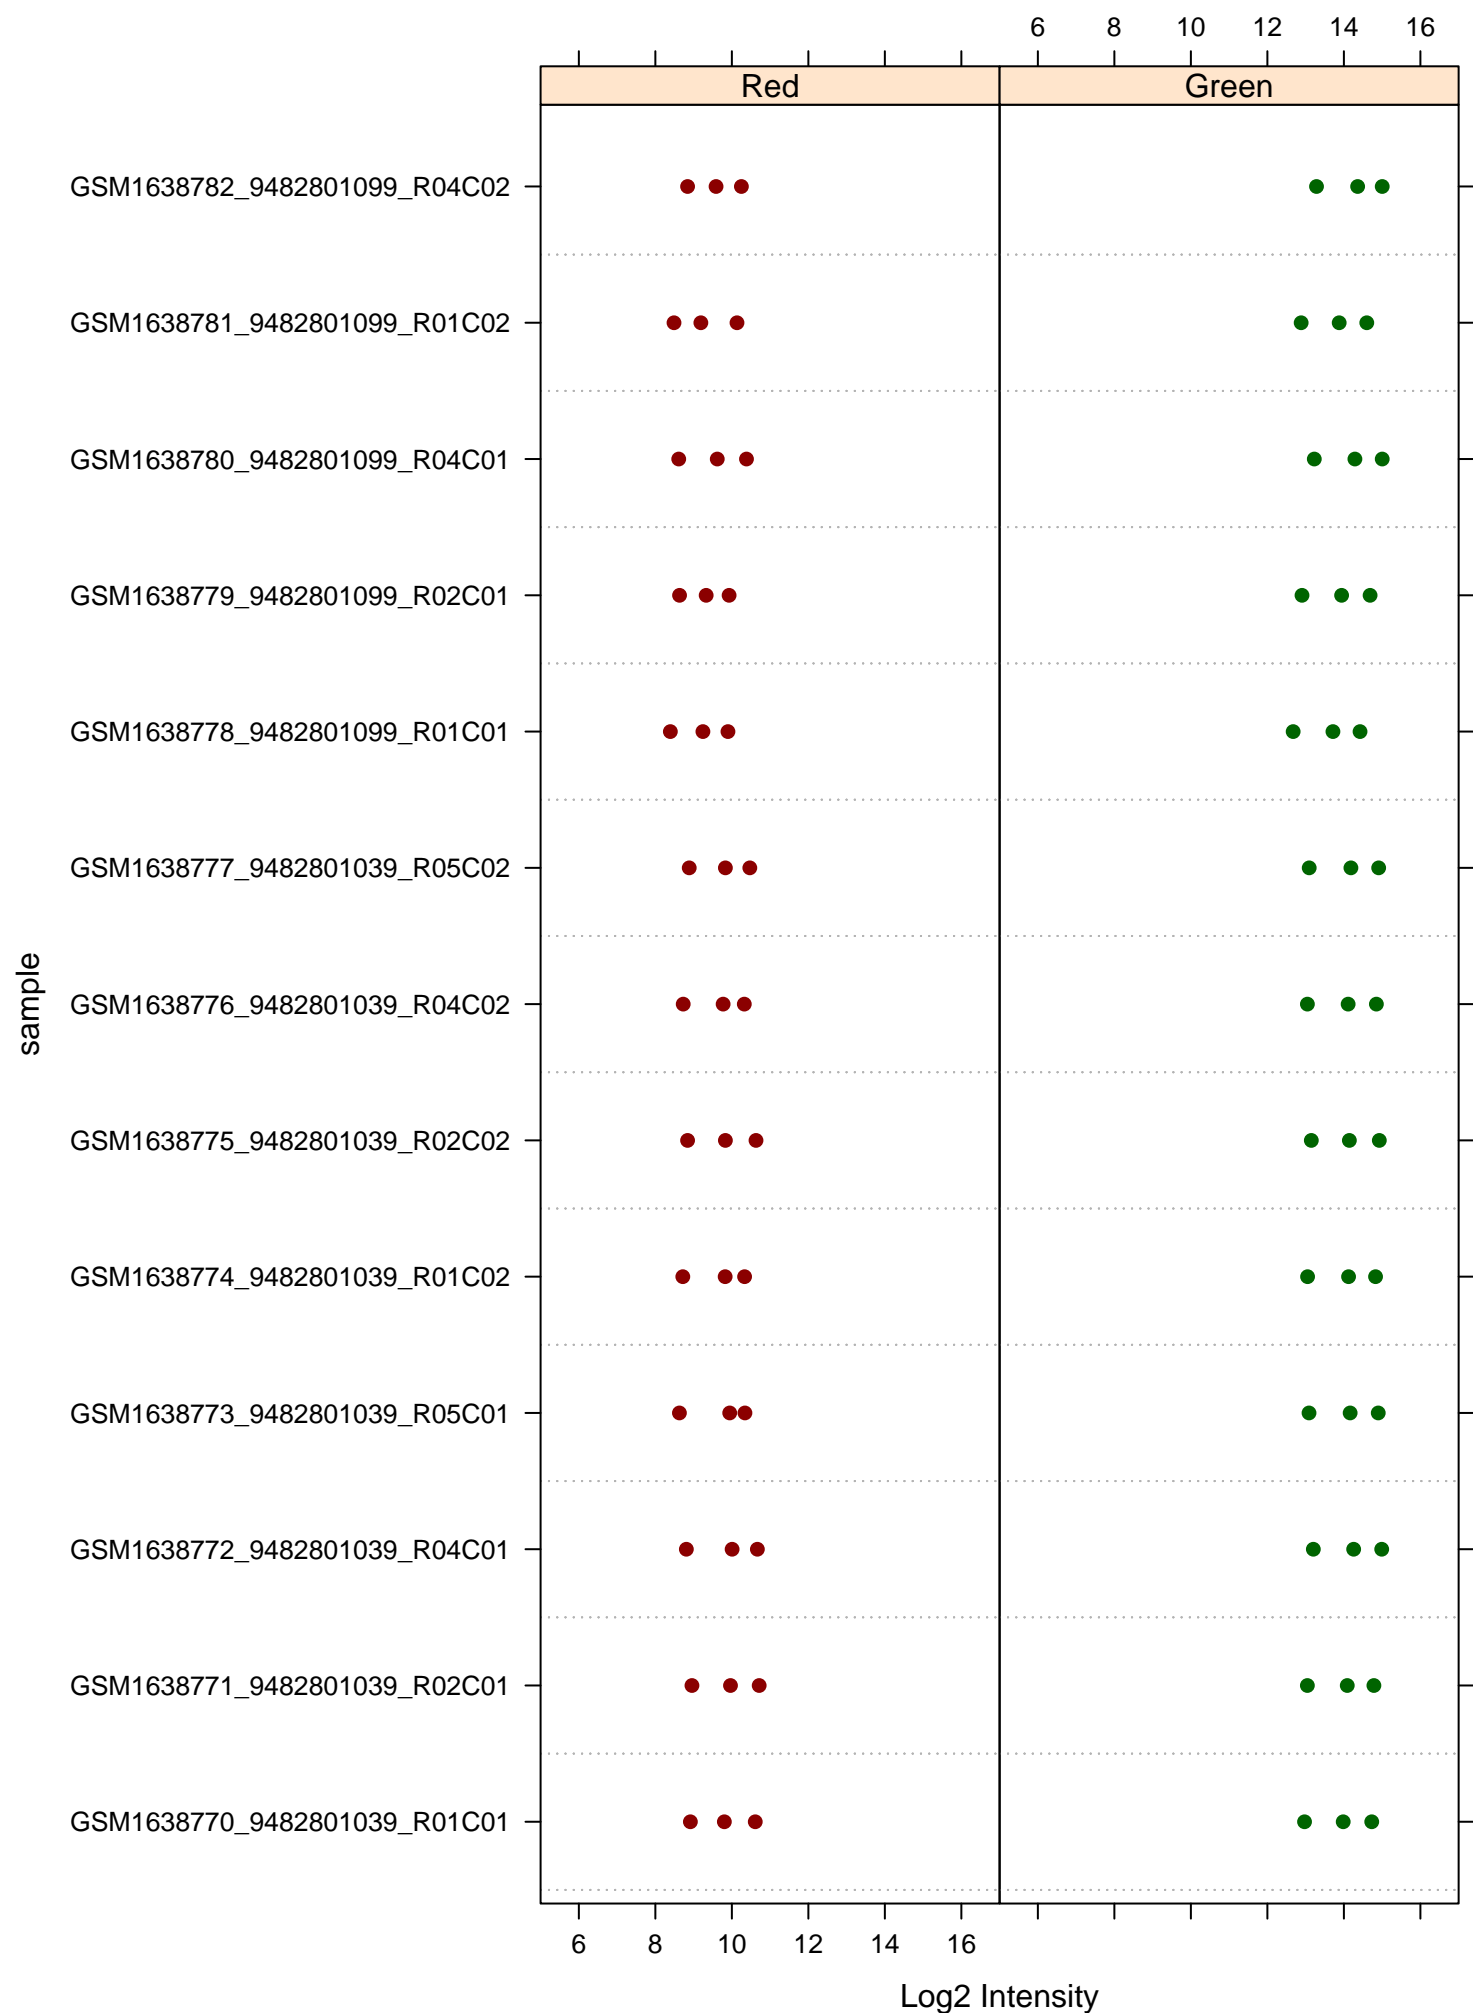 6 8 10 12 14 16
Red Green
GSM1638782_9482801099_R04C02
GSM1638781_9482801099_R01C02
GSM1638780_9482801099_R04C01
GSM1638779_9482801099_R02C01
GSM1638778_9482801099_R01C01
GSM1638777_9482801039_R05C02
GSM1638776_9482801039_R04C02
GSM1638775_9482801039_R02C02
GSM1638774_9482801039_R01C02
GSM1638773_9482801039_R05C01
GSM1638772_9482801039_R04C01
GSM1638771_9482801039_R02C01
GSM1638770_9482801039_R01C01
sample
6 8 10 12 14 16
Log2 Intensity